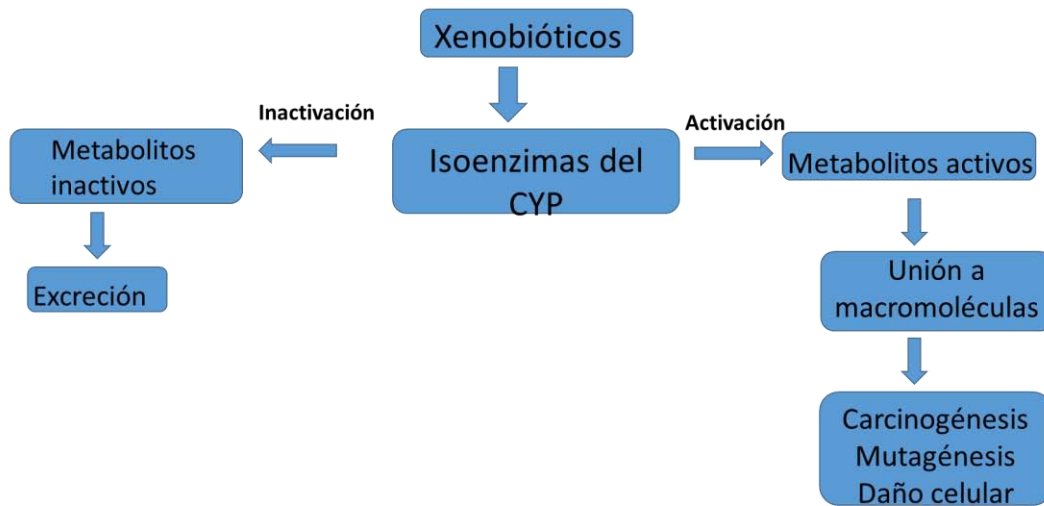 Xenobióticos
Inactivación
Activación
Metabolitos
inactivos
Isoenzimas del
CYP
Metabolitos activos
Excreción
Unión a
macromoléculas
Carcinogénesis
Mutagénesis
Daño celular